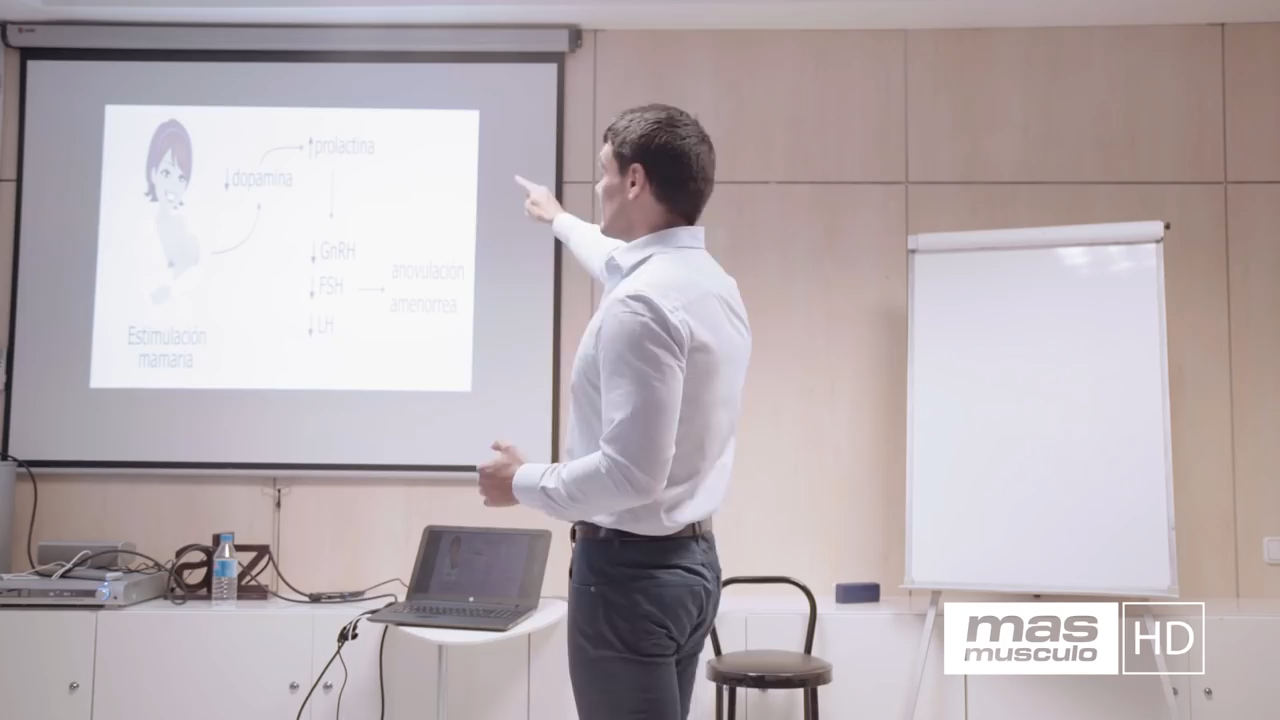 ↑prolactina
↓dopamina
↓GnRH
↓FSH
↓LH
anovulación
amenorrea
Estimulación
mamaria
mas
musculo
HD